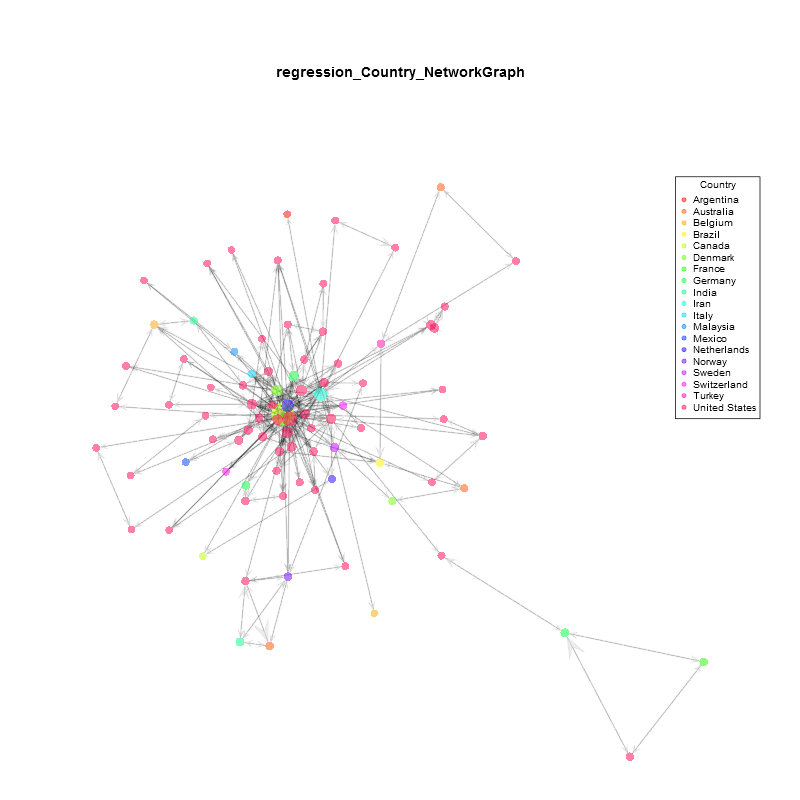 regression_Country_NetworkGraph
Country
Argentina
Australia
Belgium
Brazil
Canada
Denmark
France
Germany
India
Iran
Italy
Malaysia
Mexico
Netherlands
Norway
Sweden
Switzerland
Turkey
United States